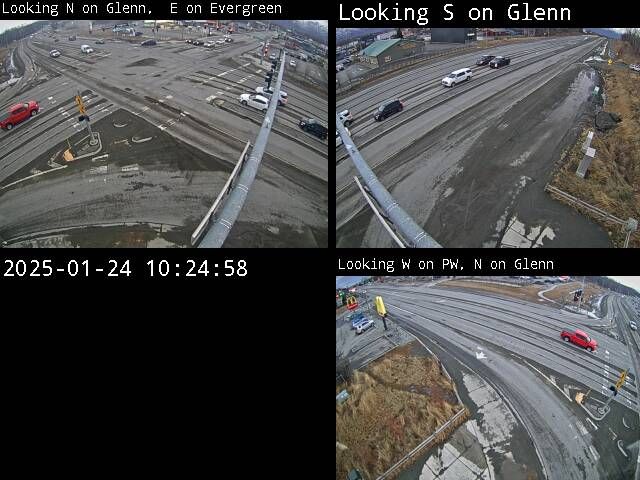 Looking N on Glenn,  E on Evergreen
Looking S on Glenn
2025-01-24 10:24:58
Looking W on PW, N on Glenn